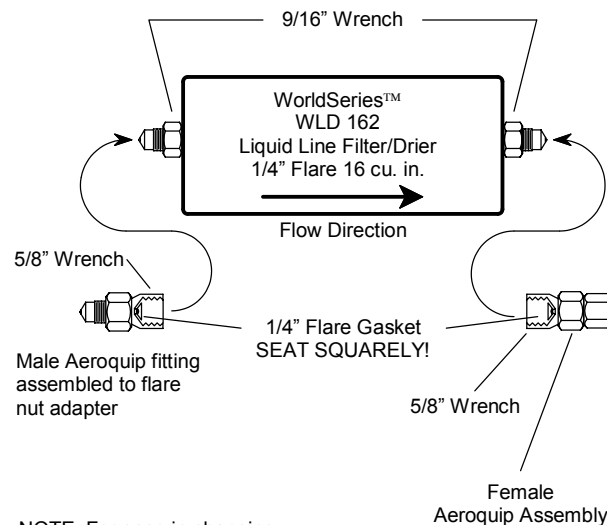 9/16” Wrench
WorldSeries™
WLD 162
Liquid Line Filter/Drier
1/4” Flare 16 cu. in.
Flow Direction
5/8” Wrench
1/4” Flare Gasket
SEAT SQUARELY!
Male Aeroquip fitting
assembled to flare
nut adapter
5/8” Wrench
Female
Aeroquip Assembly